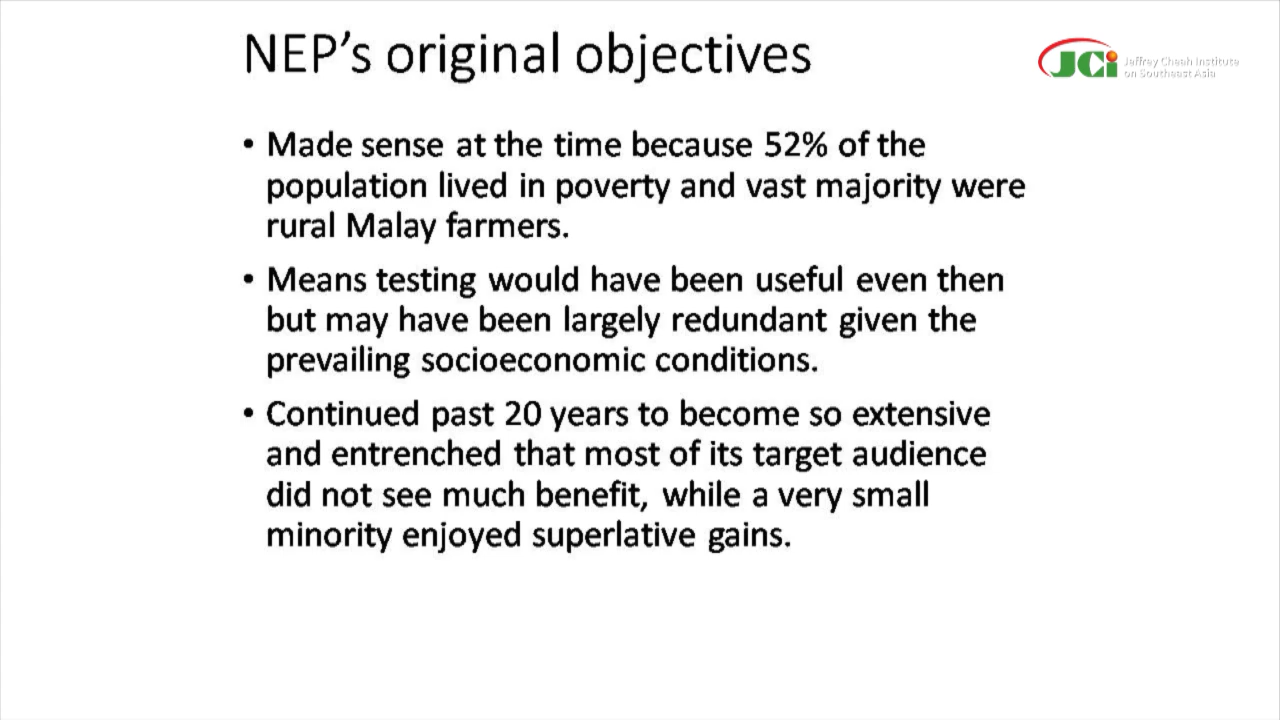 NEP’s original objectives
JCi Jeffrey Cheah Institute
on Southeast Asia
• Made sense at the time because 52% of the
population lived in poverty and vast majority were
rural Malay farmers.
• Means testing would have been useful even then
but may have been largely redundant given the
prevailing socioeconomic conditions.
• Continued past 20 years to become so extensive
and entrenched that most of its target audience
did not see much benefit, while a very small
minority enjoyed superlative gains.